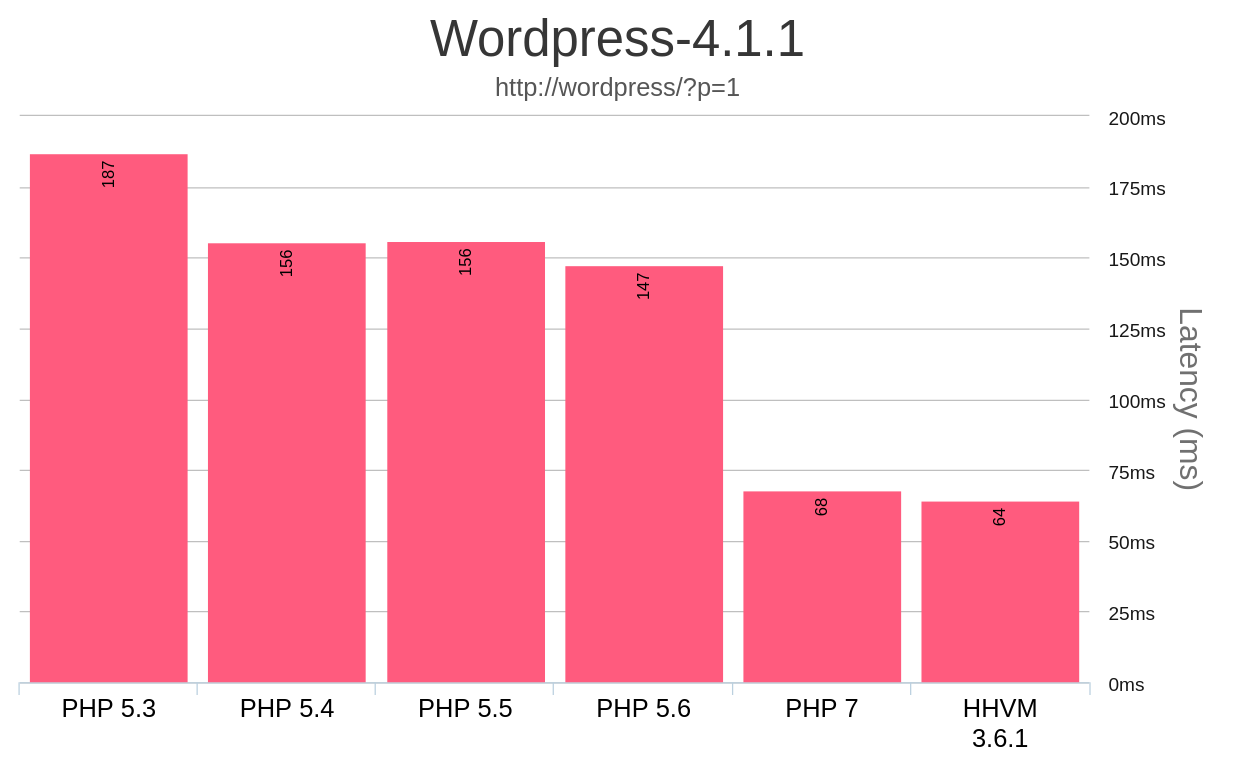 Wordpress-4.1.1
http://wordpress/?p=1
200ms
175ms
150ms
125ms
100ms
75ms
50ms
25ms
0ms
Latency (ms)
187
156
156
147
68
64
PHP 5.3
PHP 5.4
PHP 5.5
PHP 5.6
PHP 7
HHVM
3.6.1